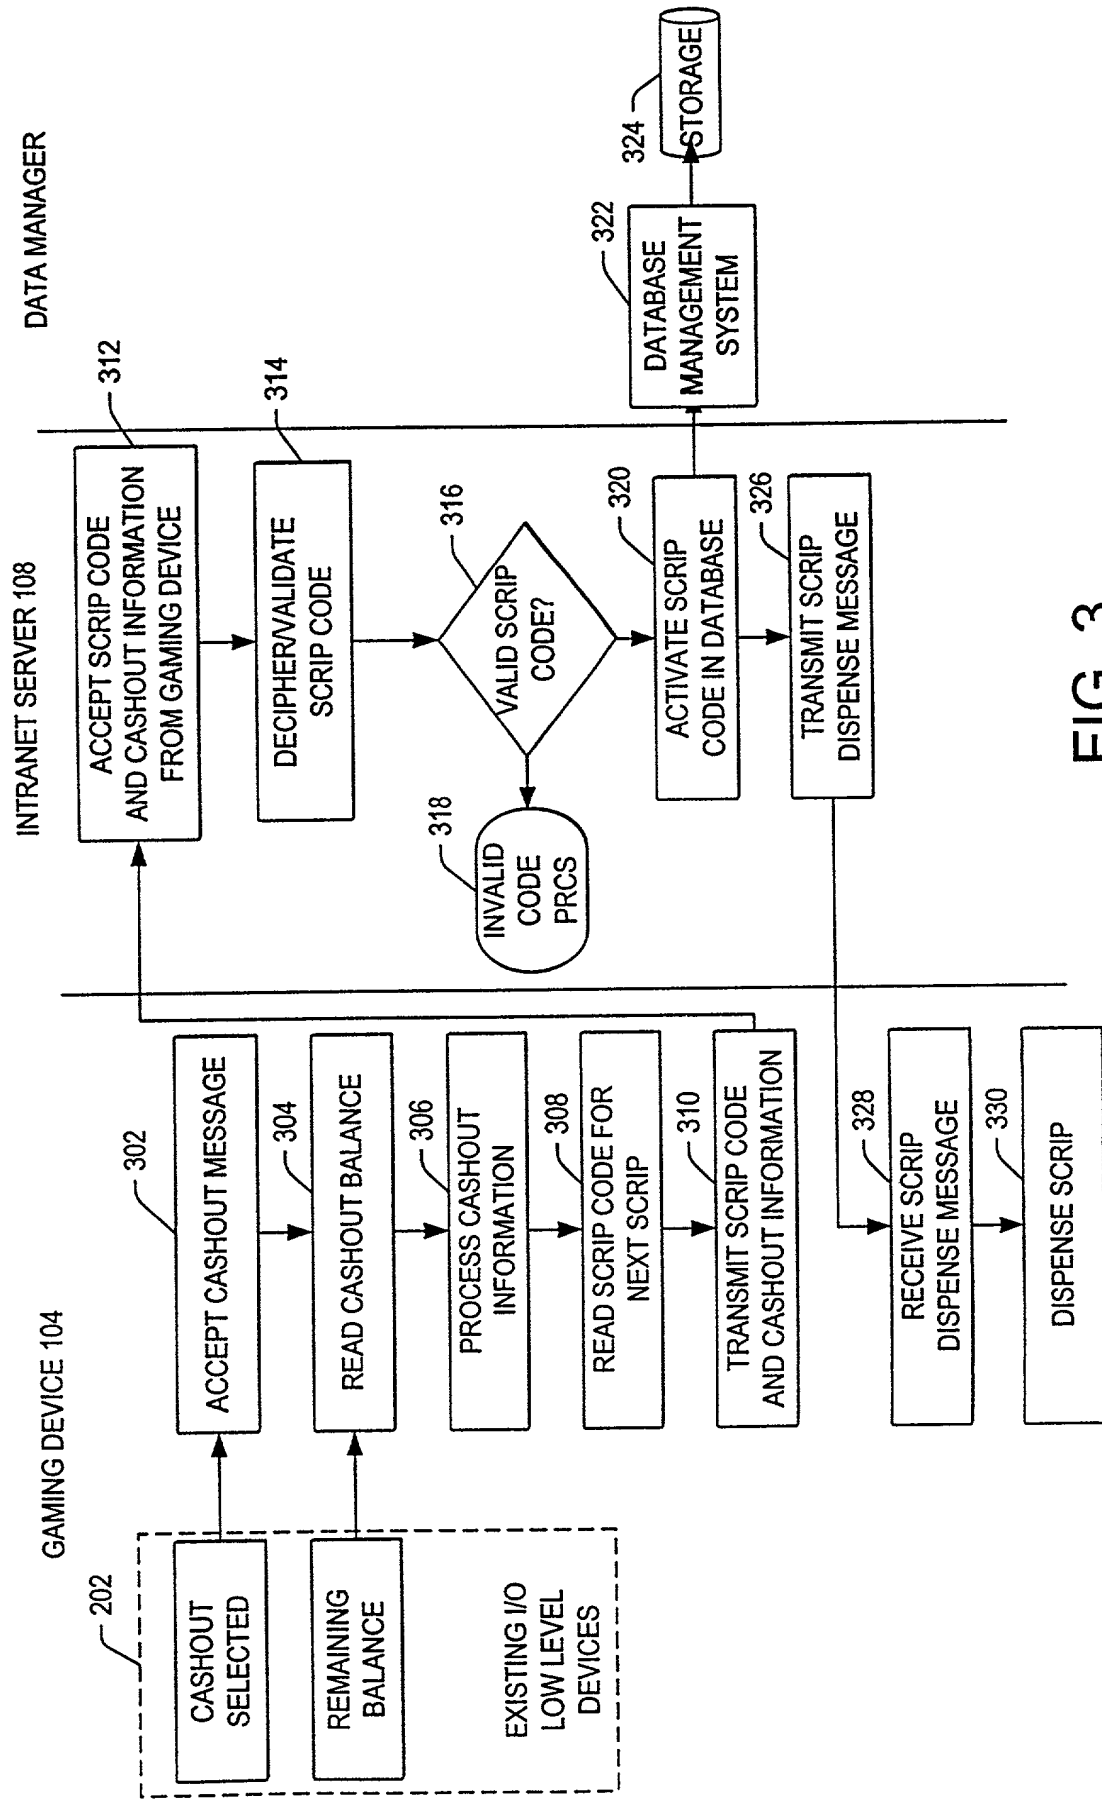 GAMING DEVICE 104
INTRANET SERVER 108
DATA MANAGER
202
CASHOUT
SELECTED
REMAINING
BALANCE
EXISTING I/O
LOW LEVEL
DEVICES
302
ACCEPT CASHOUT MESSAGE
304
READ CASHOUT BALANCE
306
PROCESS CASHOUT
INFORMATION
308
READ SCRIP CODE FOR
NEXT SCRIP
310
TRANSMIT SCRIP CODE
AND CASHOUT INFORMATION
328
RECEIVE SCRIP
DISPENSE MESSAGE
330
DISPENSE SCRIP
312
ACCEPT SCRIP CODE
AND CASHOUT INFORMATION
FROM GAMING DEVICE
314
DECIPHER/VALIDATE
SCRIP CODE
316
VALID SCRIP
CODE?
318
INVALID
CODE
PRCS
320
ACTIVATE SCRIP
CODE IN DATABASE
326
TRANSMIT SCRIP
DISPENSE MESSAGE
322
DATABASE
MANAGEMENT
SYSTEM
324
STORAGE
FIG. 3